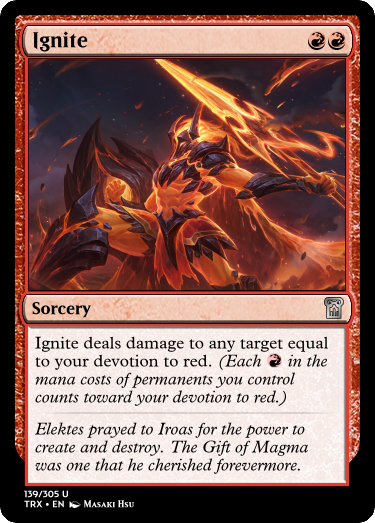 Ignite
Sorcery
Ignite deals damage to any target equal
to your devotion to red. (Each in the
mana costs of permanents you control
counts toward your devotion to red.)
Elektes prayed to Iroas for the power to
create and destroy. The Gift of Magma
was one that he cherished forevermore.
139/305 U
TRX • EN Masaki Hsu